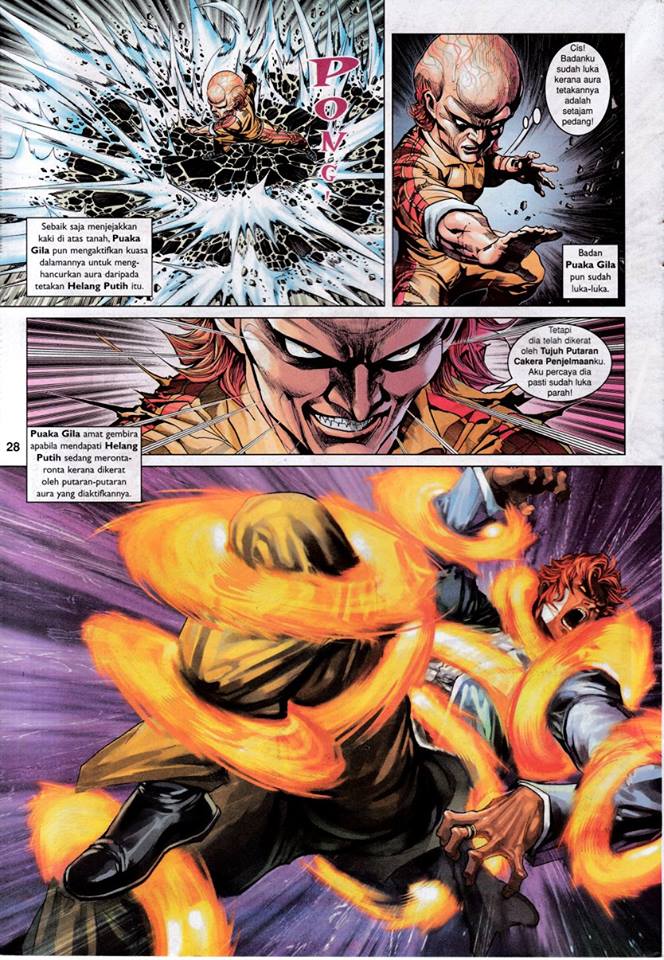 PONG!
Sebaik saja menjejakkan
kaki di atas tanah, Puaka
Gila pun mengaktifkan kuasa
dalamannya untuk meng-
hancurkan aura daripada
tetakan Helang Putih itu.
Cis!
Badanku
sudah luka
kerana aura
tetakannya
adalah
setajam
pedang!
Badan
Puaka Gila
pun sudah
luka-luka.
Tetapi
dia telah dikerat
oleh Tujuh Putaran
Cakera Penjelmaanku.
Aku percaya dia
pasti sudah luka
parah!
28
Puaka Gila amat gembira
apabila mendapati Helang
Putih sedang meronta-
ronta kerana dikerat
oleh putaran-putaran
aura yang diaktifkannya.